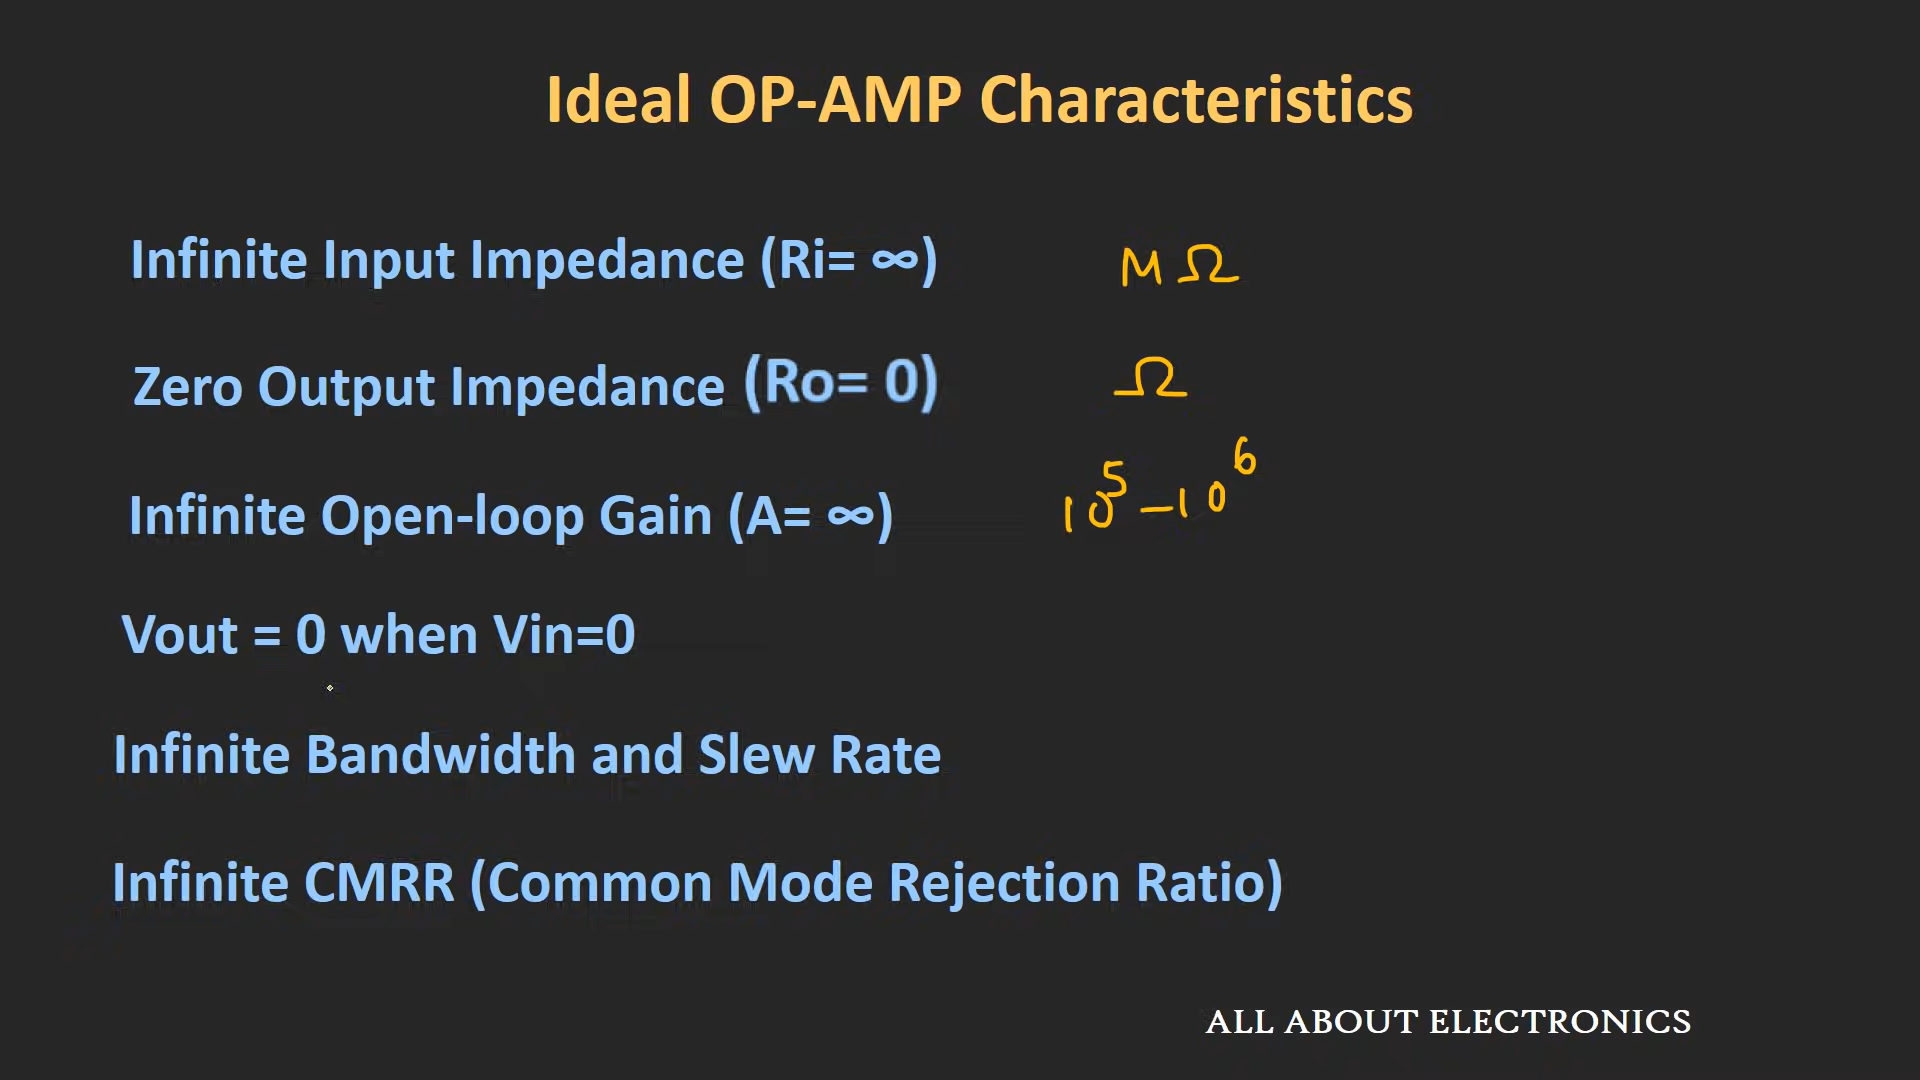 Ideal OP-AMP Characteristics
Infinite Input Impedance (Ri= ∞) MΩ
Zero Output Impedance (Ro= 0) Ω
Infinite Open-loop Gain (A= ∞) 10⁵ – 10⁶
Vout = 0 when Vin=0
Infinite Bandwidth and Slew Rate
Infinite CMRR (Common Mode Rejection Ratio)
ALL ABOUT ELECTRONICS